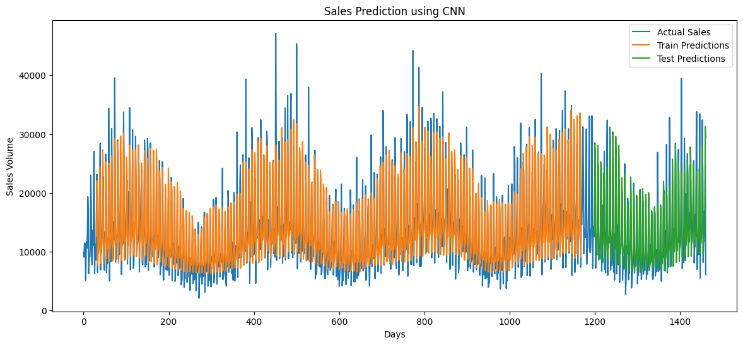 Sales Prediction using CNN
Actual Sales
Train Predictions
Test Predictions
Sales Volume
40000
30000
20000
10000
0
0 200 400 600 800 1000 1200 1400
Days